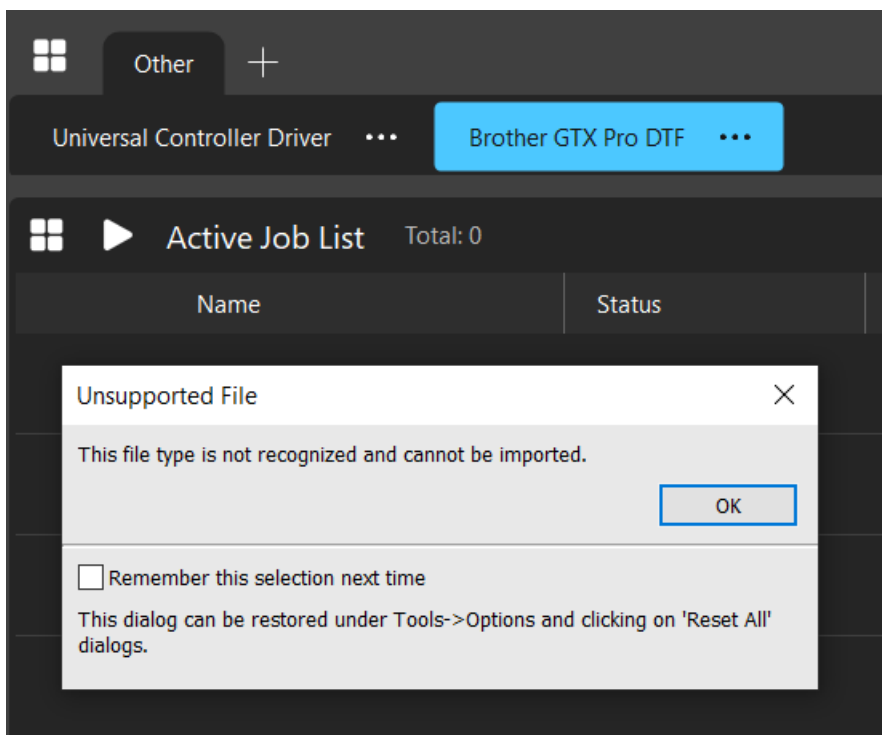 Other
Universal Controller Driver
Brother GTX Pro DTF
Active Job List Total: 0
Name Status
Unsupported File
This file type is not recognized and cannot be imported.
OK
Remember this selection next time
This dialog can be restored under Tools->Options and clicking on 'Reset All'
dialogs.